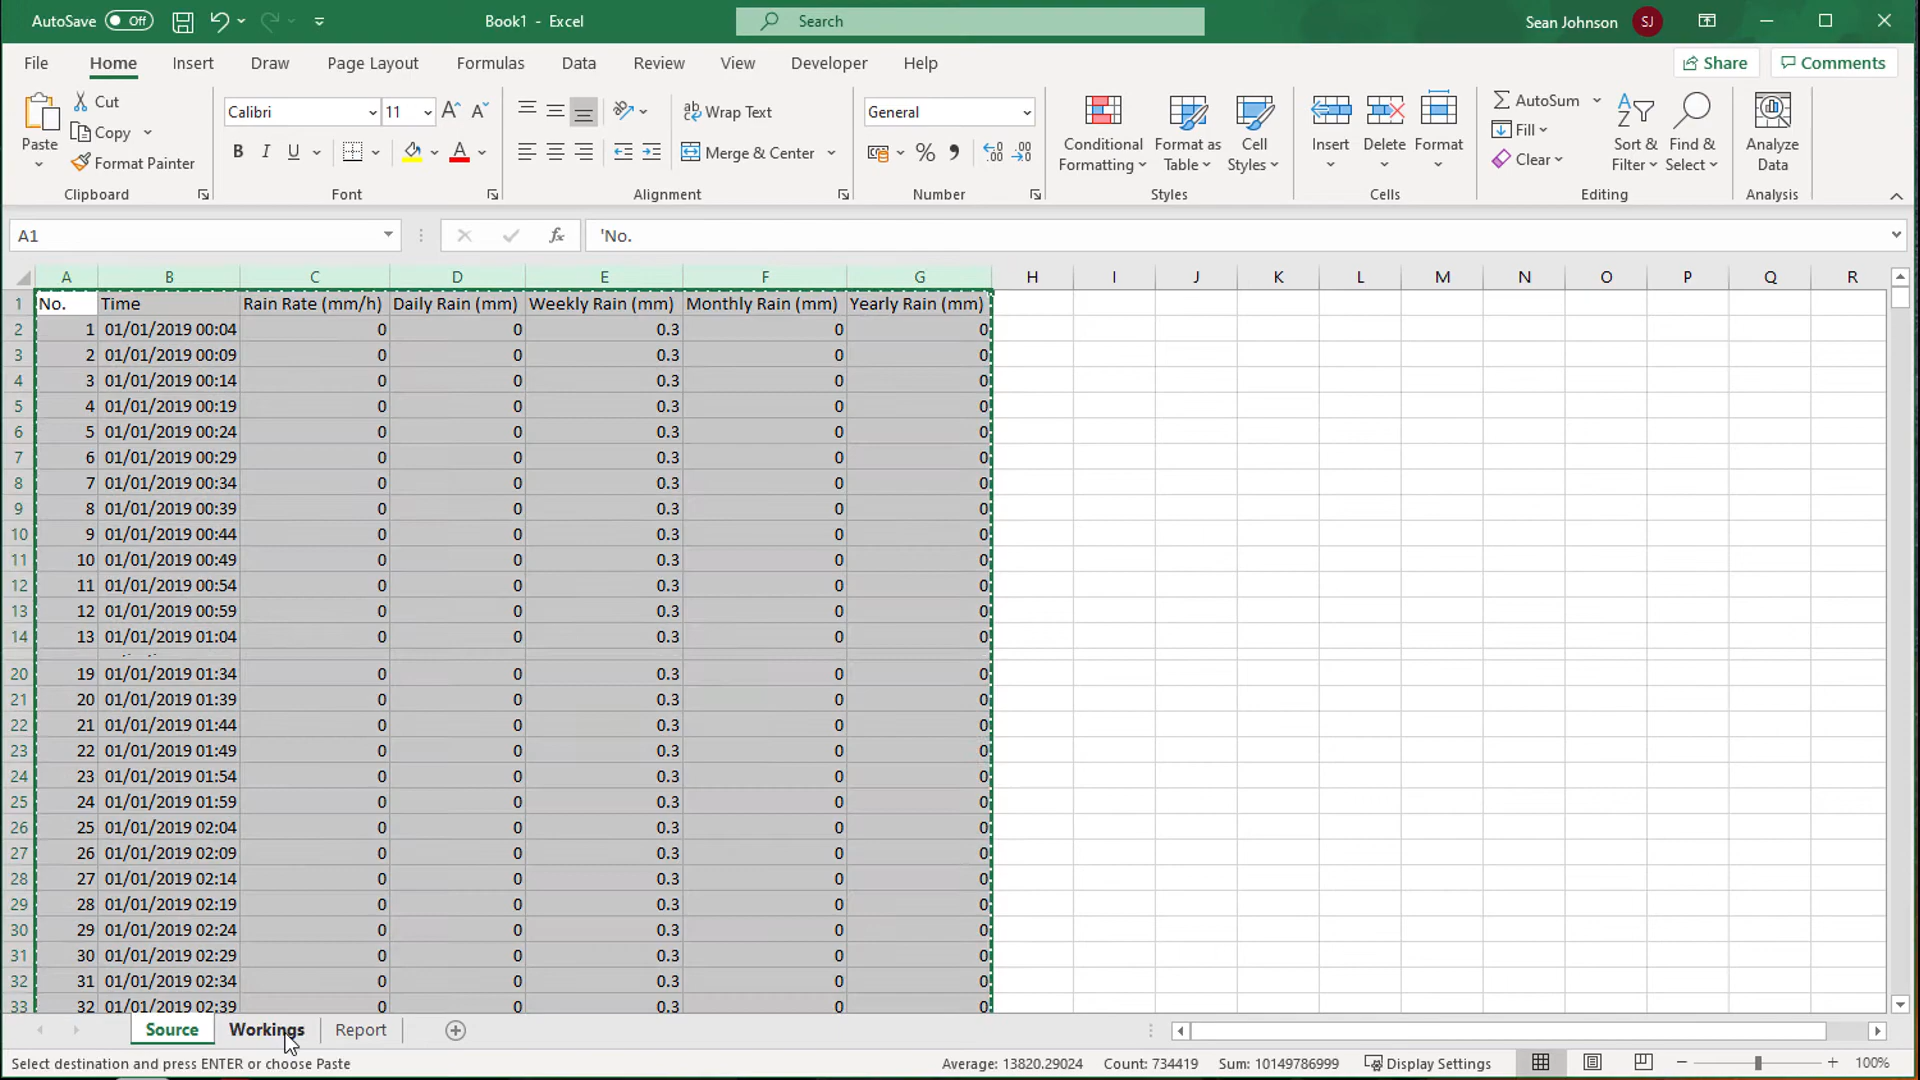 AutoSave Off Book1 - Excel Search Sean Johnson SJ
File Home Insert Draw Page Layout Formulas Data Review View Developer Help Share Comments
Paste Cut Copy Format Painter Clipboard
Calibri 11 B I U Font
Wrap Text Merge & Center Alignment
General % Number
Conditional Formatting Format as Table Cell Styles Styles
Insert Delete Format Cells
AutoSum Fill Clear Sort & Filter Find & Select Editing
Analyze Data Analysis
A1 fx 'No.
A B C D E F G H I J K L M N O P Q R
1 No. Time Rain Rate (mm/h) Daily Rain (mm) Weekly Rain (mm) Monthly Rain (mm) Yearly Rain (mm)
2 1 01/01/2019 00:04 0 0 0.3 0 0
3 2 01/01/2019 00:09 0 0 0.3 0 0
4 3 01/01/2019 00:14 0 0 0.3 0 0
5 4 01/01/2019 00:19 0 0 0.3 0 0
6 5 01/01/2019 00:24 0 0 0.3 0 0
7 6 01/01/2019 00:29 0 0 0.3 0 0
8 7 01/01/2019 00:34 0 0 0.3 0 0
9 8 01/01/2019 00:39 0 0 0.3 0 0
10 9 01/01/2019 00:44 0 0 0.3 0 0
11 10 01/01/2019 00:49 0 0 0.3 0 0
12 11 01/01/2019 00:54 0 0 0.3 0 0
13 12 01/01/2019 00:59 0 0 0.3 0 0
14 13 01/01/2019 01:04 0 0 0.3 0 0
20 19 01/01/2019 01:34 0 0 0.3 0 0
21 20 01/01/2019 01:39 0 0 0.3 0 0
22 21 01/01/2019 01:44 0 0 0.3 0 0
23 22 01/01/2019 01:49 0 0 0.3 0 0
24 23 01/01/2019 01:54 0 0 0.3 0 0
25 24 01/01/2019 01:59 0 0 0.3 0 0
26 25 01/01/2019 02:04 0 0 0.3 0 0
27 26 01/01/2019 02:09 0 0 0.3 0 0
28 27 01/01/2019 02:14 0 0 0.3 0 0
29 28 01/01/2019 02:19 0 0 0.3 0 0
30 29 01/01/2019 02:24 0 0 0.3 0 0
31 30 01/01/2019 02:29 0 0 0.3 0 0
32 31 01/01/2019 02:34 0 0 0.3 0 0
33 32 01/01/2019 02:39 0 0 0.3 0 0
Source Workings Report
Select destination and press ENTER or choose Paste Average: 13820.29024 Count: 734419 Sum: 10149786999 Display Settings 100%